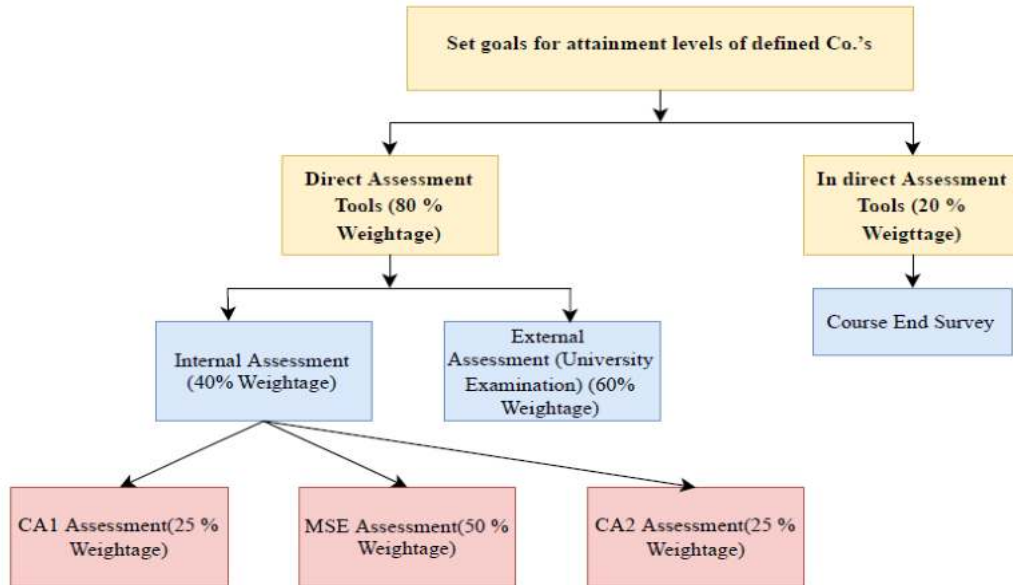 Set goals for attainment levels of defined Co.'s
Direct Assessment
Tools (80 %
Weightage)
In direct Assessment
Tools (20 %
Weigttage)
Internal Assessment
(40% Weightage)
External
Assessment (University
Examination) (60%
Weightage)
Course End Survey
CA1 Assessment(25 %
Weightage)
MSE Assessment(50 %
Weightage)
CA2 Assessment(25 %
Weightage)